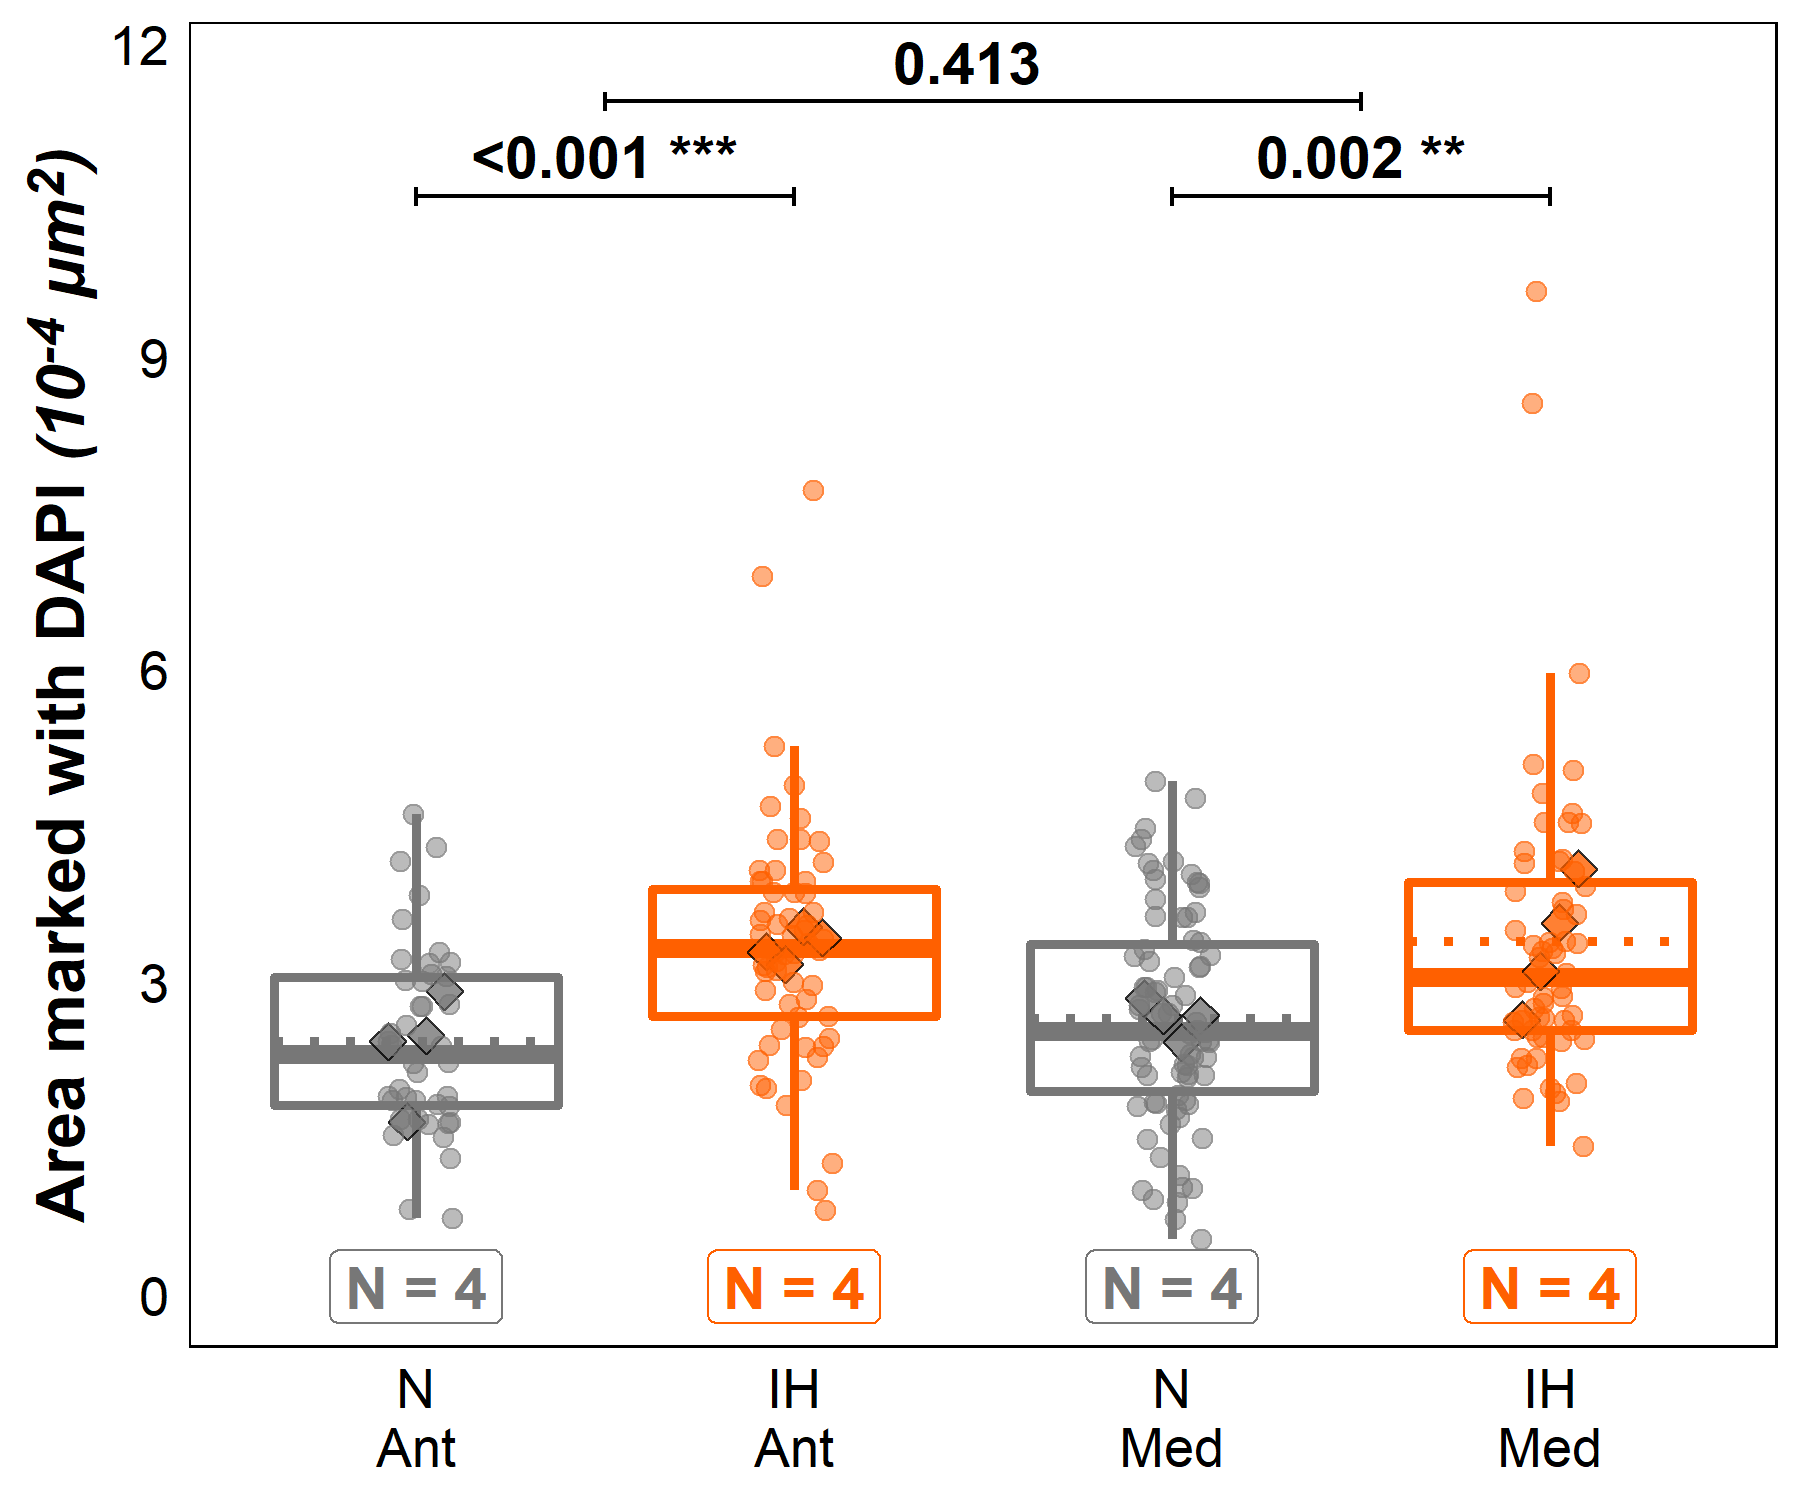 Area marked with DAPI (10⁻⁴ µm²)
12
9
6
3
0
0.413
<0.001 ***
0.002 **
N = 4
N = 4
N = 4
N = 4
N
Ant
IH
Ant
N
Med
IH
Med